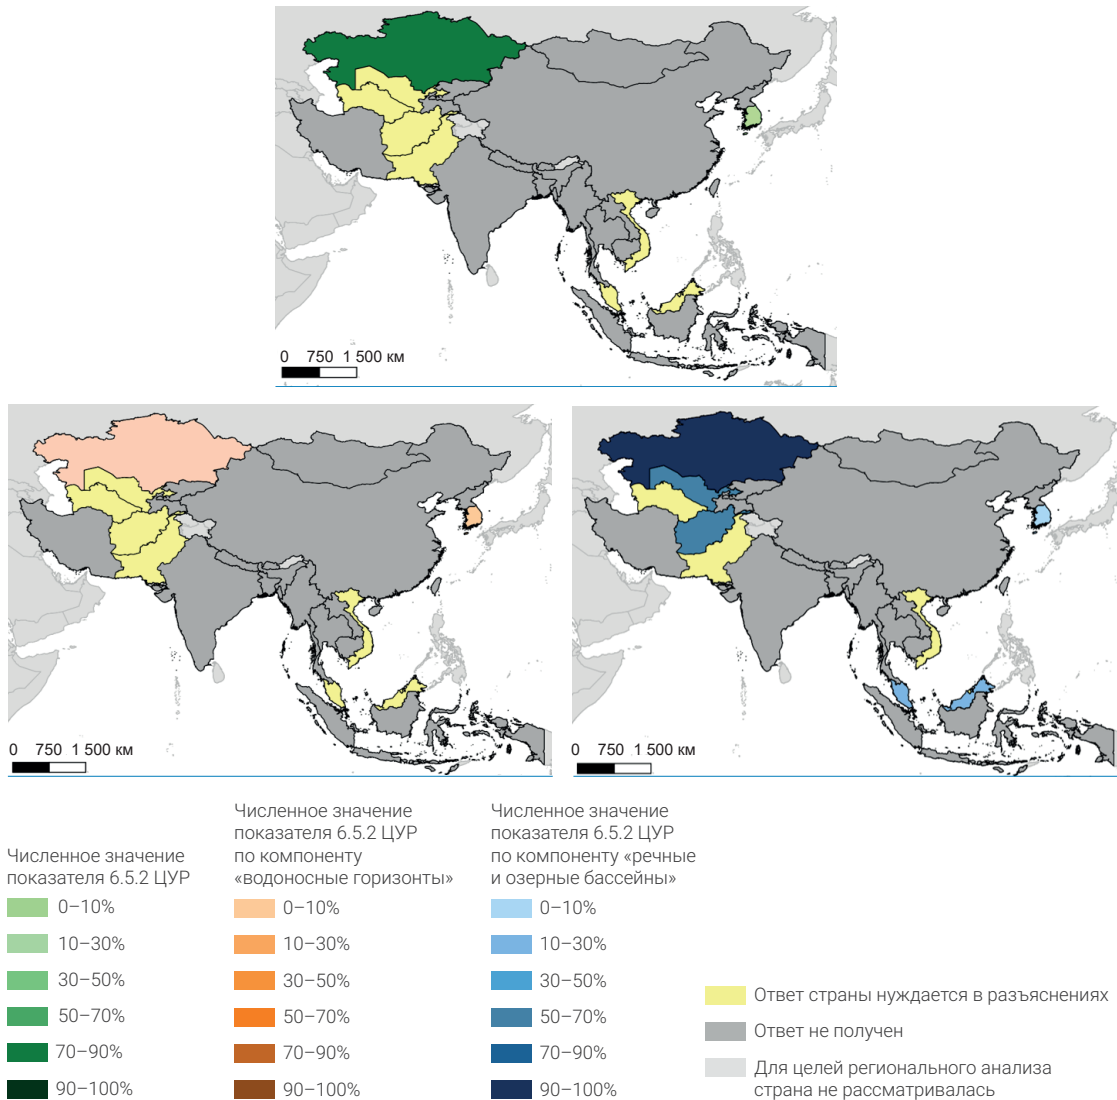 0 750 1 500 км
0 750 1 500 км
0 750 1 500 км
Численное значение
показателя 6.5.2 ЦУР
0–10%
10–30%
30–50%
50–70%
70–90%
90–100%
Численное значение
показателя 6.5.2 ЦУР
по компоненту
«водоносные горизонты»
0–10%
10–30%
30–50%
50–70%
70–90%
90–100%
Численное значение
показателя 6.5.2 ЦУР
по компоненту «речные
и озерные бассейны»
0–10%
10–30%
30–50%
50–70%
70–90%
90–100%
Ответ страны нуждается в разъяснениях
Ответ не получен
Для целей регионального анализа
страна не рассматривалась